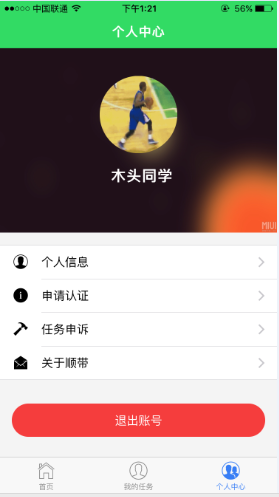 中国联通 下午1:21 56%
个人中心
木头同学
MIUI
个人信息
申请认证
任务申诉
关于顺带
退出账号
首页 我的任务 个人中心